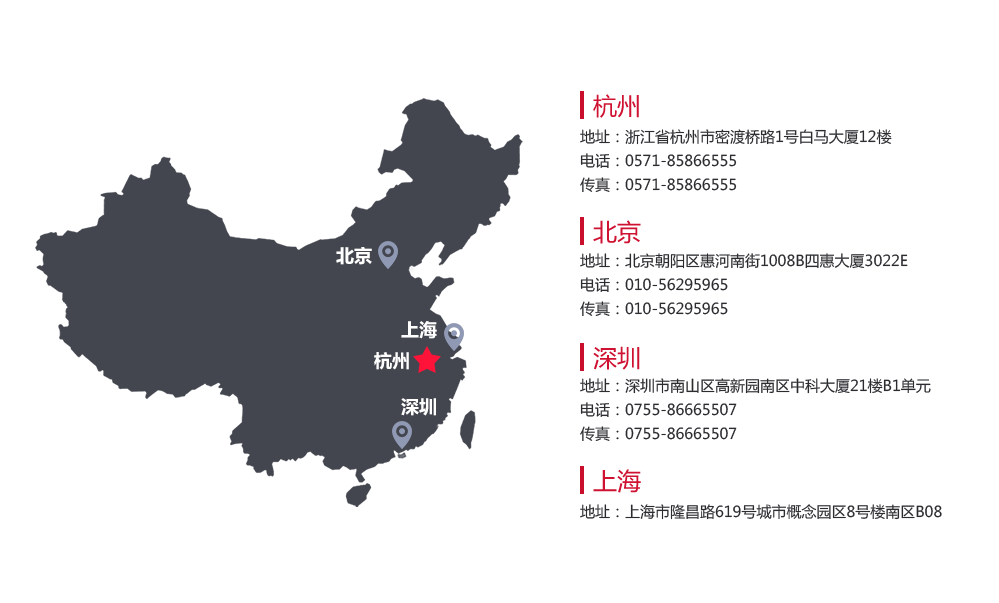 北京
上海
杭州
深圳
杭州
地址：浙江省杭州市密渡桥路1号白马大厦12楼
电话：0571-85866555
传真：0571-85866555
北京
地址：北京朝阳区惠河南街1008B四惠大厦3022E
电话：010-56295965
传真：010-56295965
深圳
地址：深圳市南山区高新园南区中科大厦21楼B1单元
电话：0755-86665507
传真：0755-86665507
上海
地址：上海市隆昌路619号城市概念园区8号楼南区B08